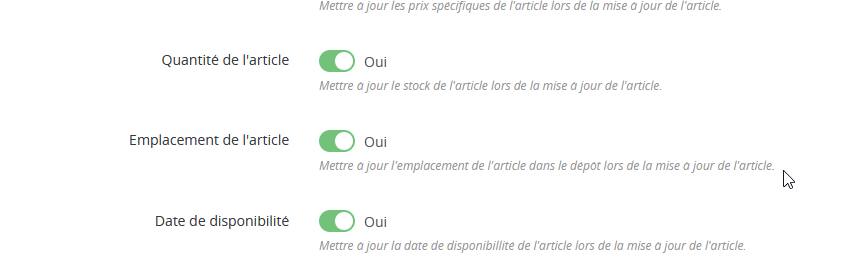 Mettre à jour les prix spécifiques de l'article lors de la mise à jour de l'article.
Quantité de l'article
Oui
Mettre à jour le stock de l'article lors de la mise à jour de l'article.
Emplacement de l'article
Oui
Mettre à jour l'emplacement de l'article dans le dépôt lors de la mise à jour de l'article.
Date de disponibilité
Oui
Mettre à jour la date de disponibillité de l'article lors de la mise à jour de l'article.